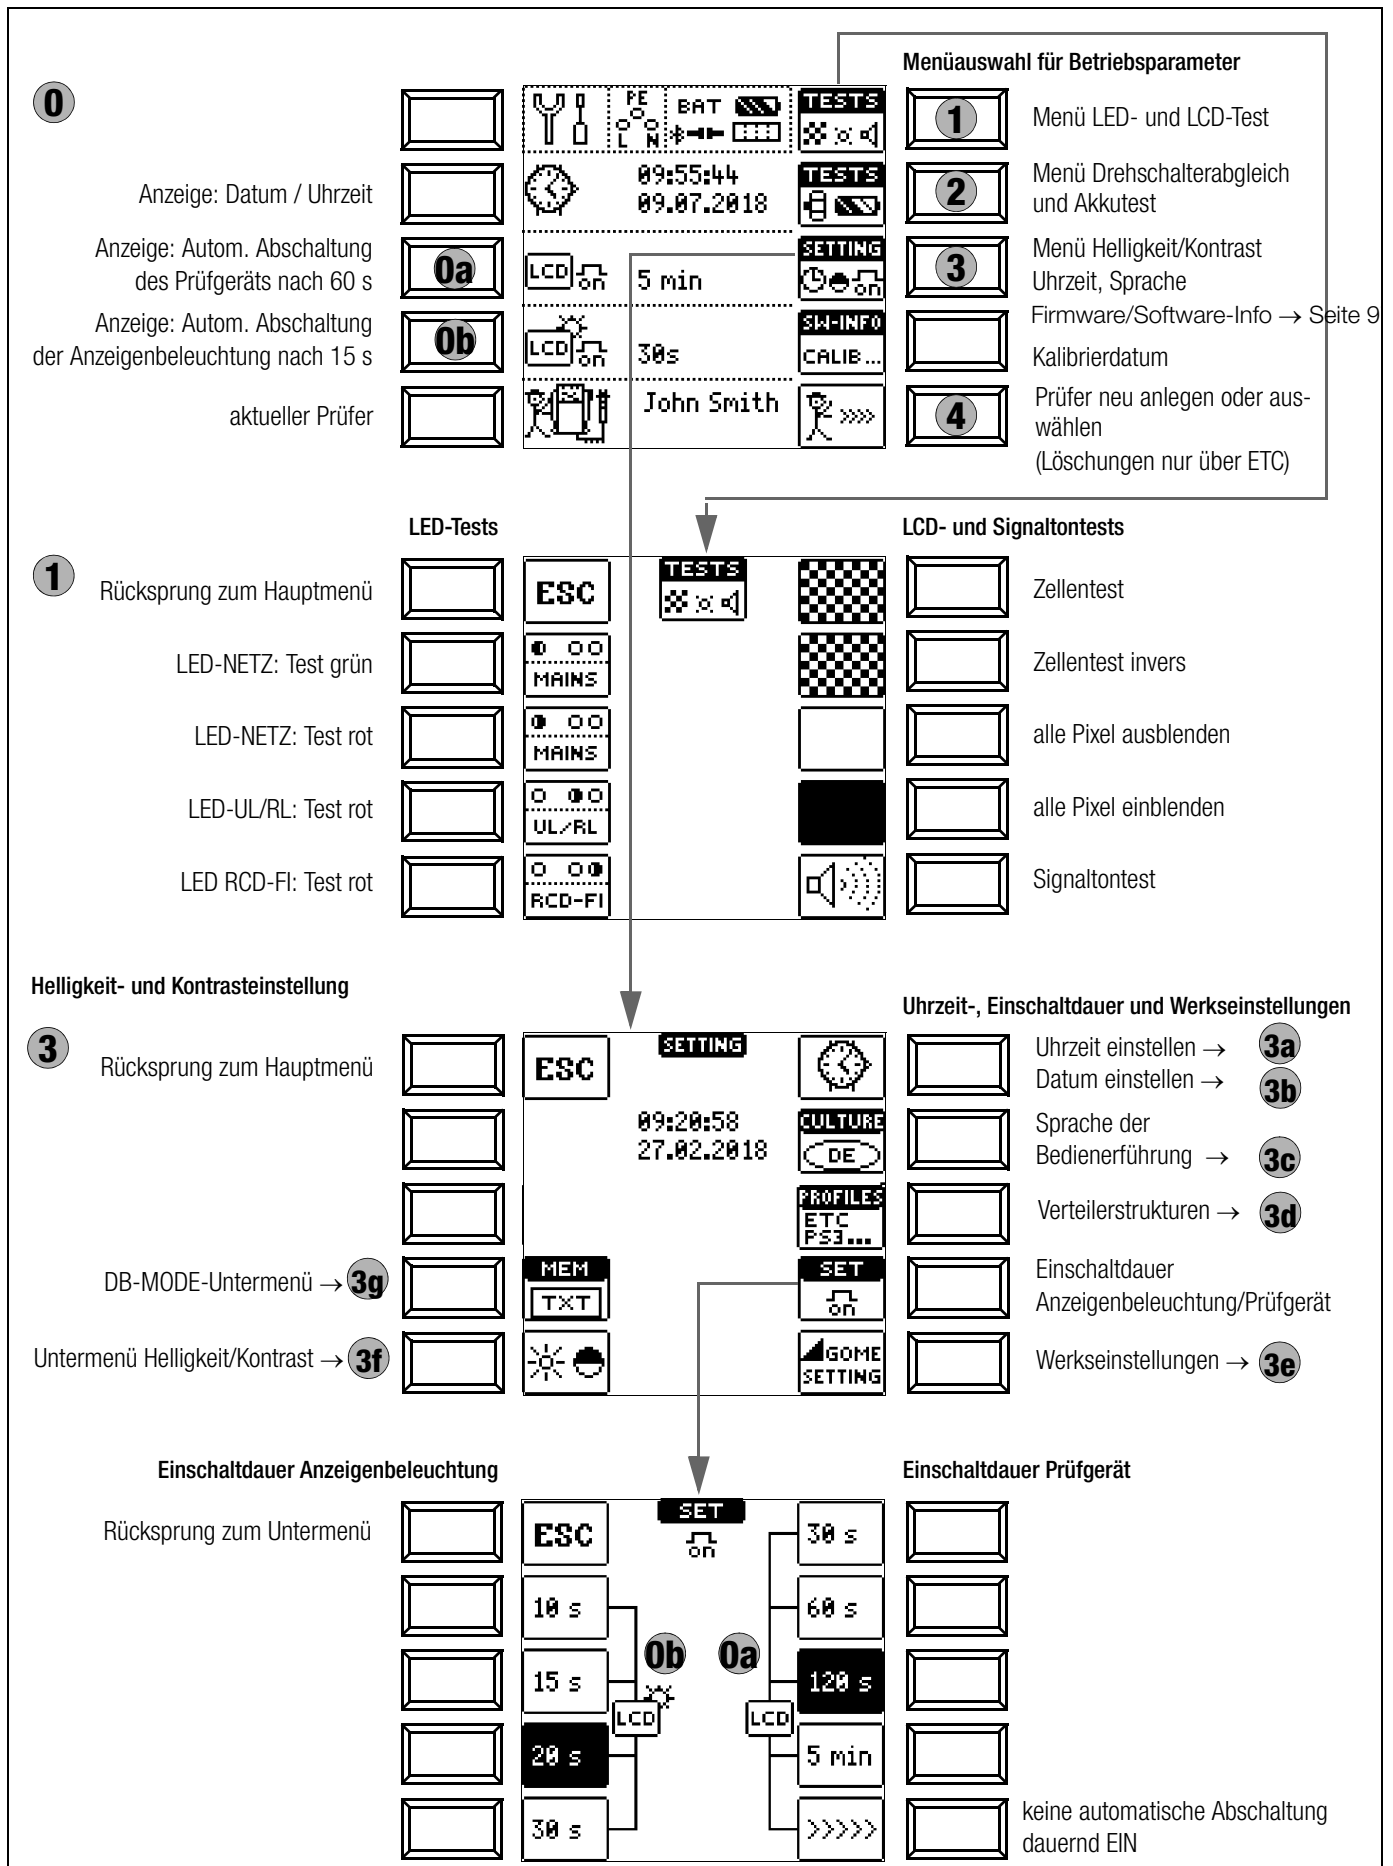 Menüauswahl für Betriebsparameter
0
PE
L N
BAT
TESTS
1
Menü LED- und LCD-Test
Anzeige: Datum / Uhrzeit
09:55:44
09.07.2018
TESTS
2
Menü Drehschalterabgleich
und Akkutest
Anzeige: Autom. Abschaltung
des Prüfgeräts nach 60 s
0a
LCD on
5 min
SETTING
on
3
Menü Helligkeit/Kontrast
Uhrzeit, Sprache
Anzeige: Autom. Abschaltung
der Anzeigenbeleuchtung nach 15 s
0b
LCD on
30s
SW-INFO
CALIB...
Firmware/Software-Info → Seite 9
Kalibrierdatum
aktueller Prüfer
John Smith
»»
4
Prüfer neu anlegen oder aus-
wählen
(Löschungen nur über ETC)
LED-Tests
LCD- und Signaltontests
1
Rücksprung zum Hauptmenü
ESC
TESTS
Zellentest
LED-NETZ: Test grün
MAINS
Zellentest invers
LED-NETZ: Test rot
MAINS
alle Pixel ausblenden
LED-UL/RL: Test rot
UL/RL
alle Pixel einblenden
LED RCD-FI: Test rot
RCD-FI
Signaltontest
Helligkeit- und Kontrasteinstellung
Uhrzeit-, Einschaltdauer und Werkseinstellungen
3
Rücksprung zum Hauptmenü
ESC
SETTING
Uhrzeit einstellen → 3a
Datum einstellen → 3b
09:20:58
27.02.2018
CULTURE
DE
Sprache der
Bedienerführung → 3c
PROFILES
ETC
PS3...
Verteilerstrukturen → 3d
DB-MODE-Untermenü → 3g
MEM
TXT
SET
on
Einschaltdauer
Anzeigenbeleuchtung/Prüfgerät
Untermenü Helligkeit/Kontrast → 3f
GOME
SETTING
Werkseinstellungen → 3e
Einschaltdauer Anzeigenbeleuchtung
Einschaltdauer Prüfgerät
Rücksprung zum Untermenü
ESC
SET
on
30 s
10 s
60 s
0b
0a
15 s
120 s
LCD
LCD
20 s
5 min
30 s
>>>>>
keine automatische Abschaltung
dauernd EIN